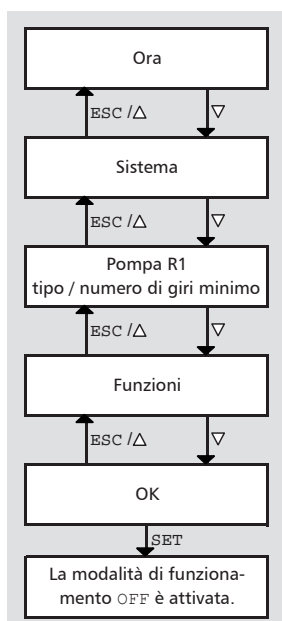 Ora
ESC /△ ▽
Sistema
ESC /△ ▽
Pompa R1
tipo / numero di giri minimo
ESC /△ ▽
Funzioni
ESC /△ ▽
OK
SET
La modalità di funziona-
mento OFF è attivata.